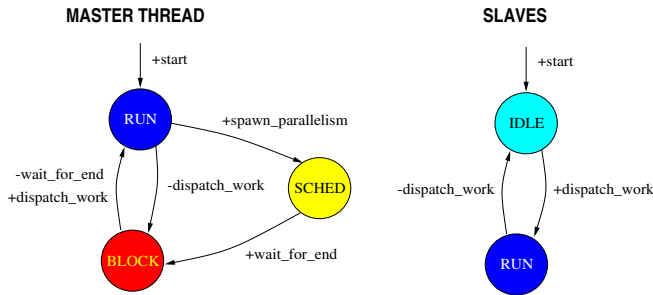 MASTER THREAD
SLAVES
+start
+start
RUN
IDLE
+spawn_parallelism
-wait_for_end
+dispatch_work
-dispatch_work
SCHED
-dispatch_work
+dispatch_work
+wait_for_end
BLOCK
RUN